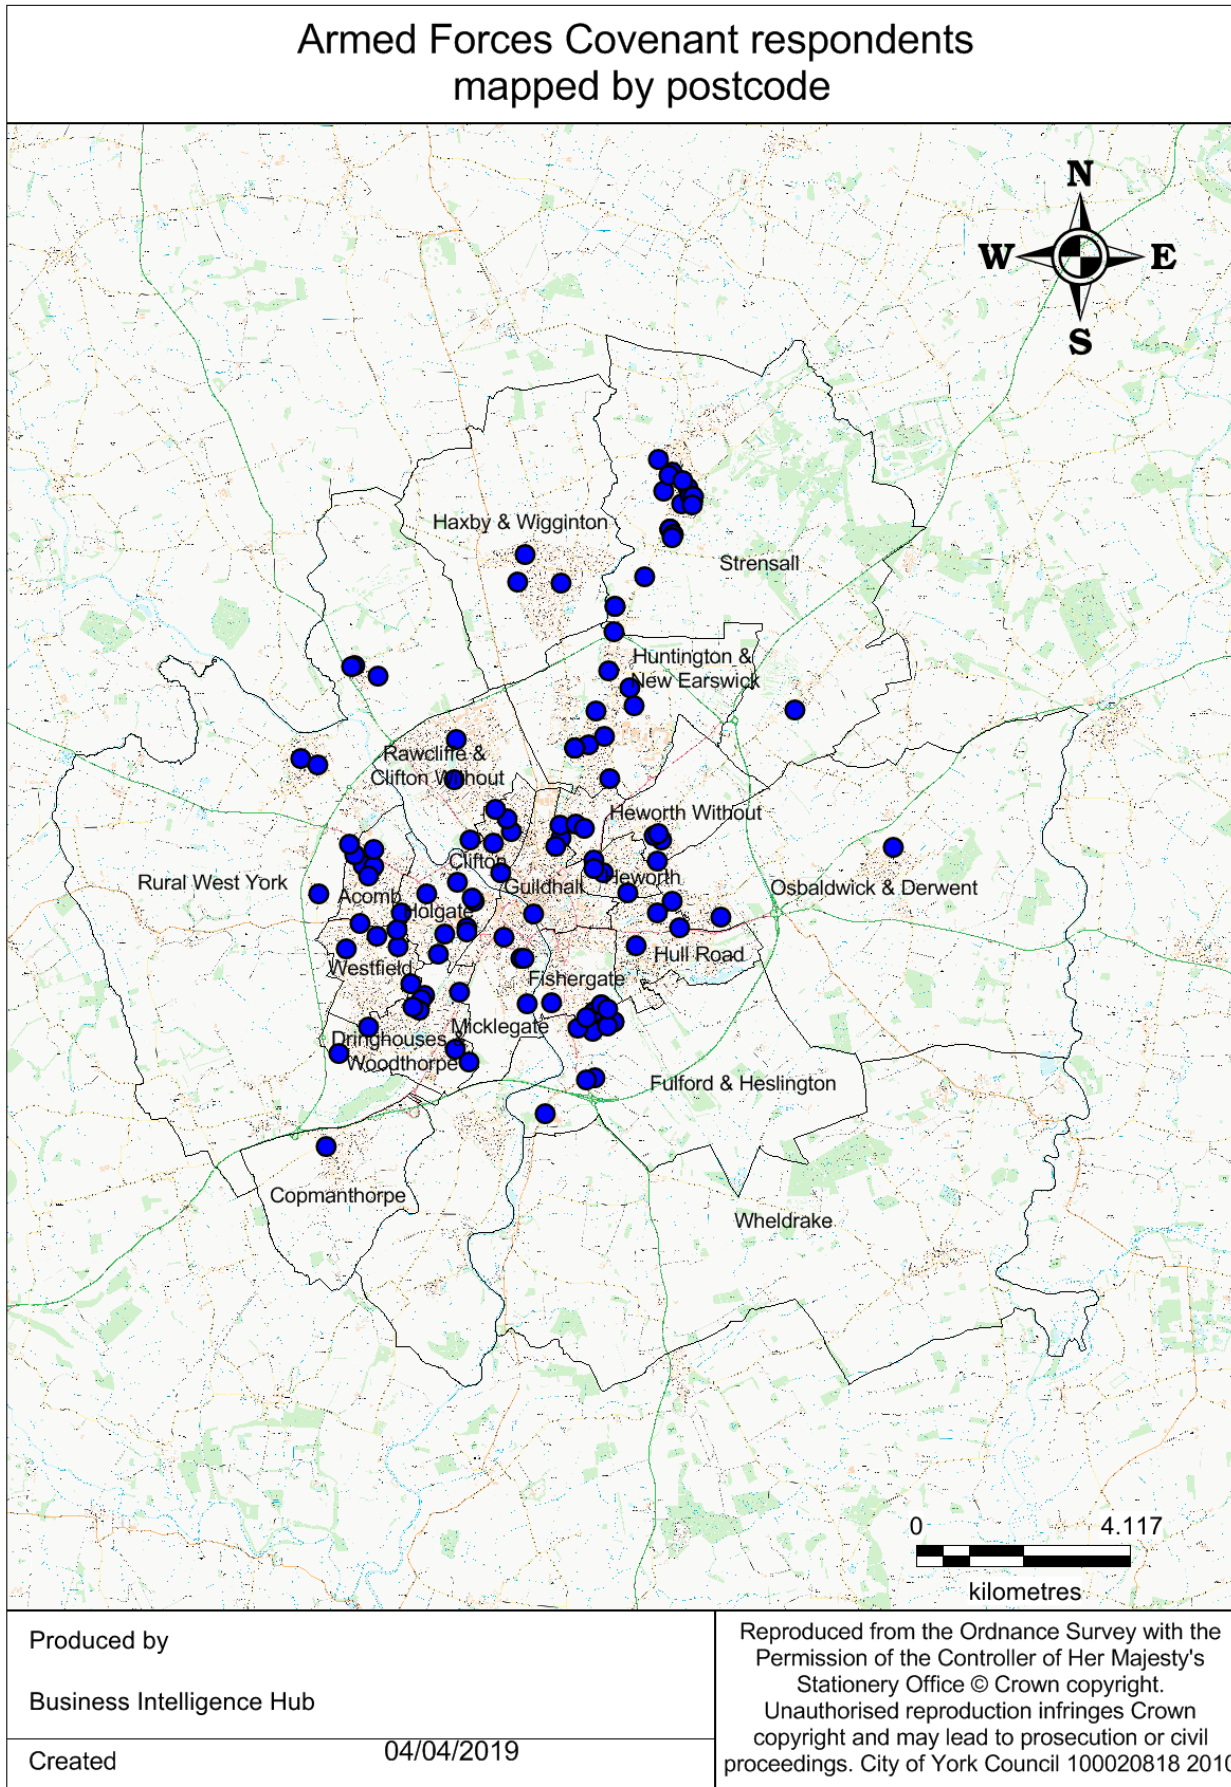 Armed Forces Covenant respondents
mapped by postcode
N
W
E
S
Haxby & Wigginton
Strensall
Huntington &
New Earswick
Rawcliffe &
Clifton Without
Heworth Without
Clifton
Rural West York
Guildhall
Heworth
Osbaldwick & Derwent
Acomb
Holgate
Westfield
Hull Road
Fishergate
Micklegate
Dringhouses &
Woodthorpe
Fulford & Heslington
Copmanthorpe
Wheldrake
0
4.117
kilometres
Produced by
Business Intelligence Hub
Created
04/04/2019
Reproduced from the Ordnance Survey with the
Permission of the Controller of Her Majesty's
Stationery Office © Crown copyright.
Unauthorised reproduction infringes Crown
copyright and may lead to prosecution or civil
proceedings. City of York Council 100020818 2010